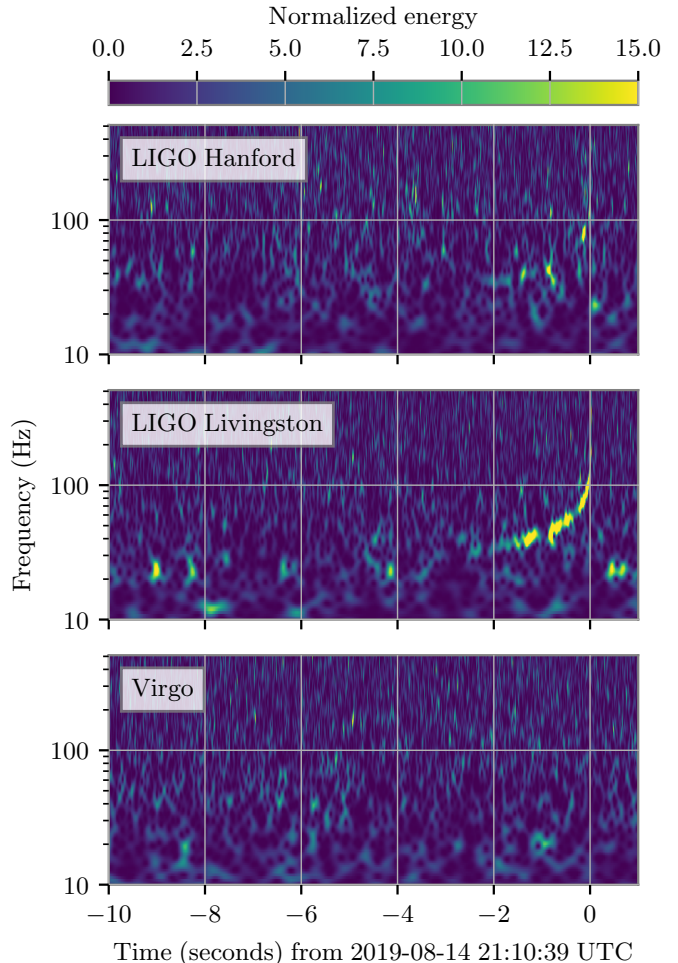 Normalized energy
0.0 2.5 5.0 7.5 10.0 12.5 15.0
LIGO Hanford
100
10
LIGO Livingston
100
10
Frequency (Hz)
Virgo
100
10
−10 −8 −6 −4 −2 0
Time (seconds) from 2019-08-14 21:10:39 UTC